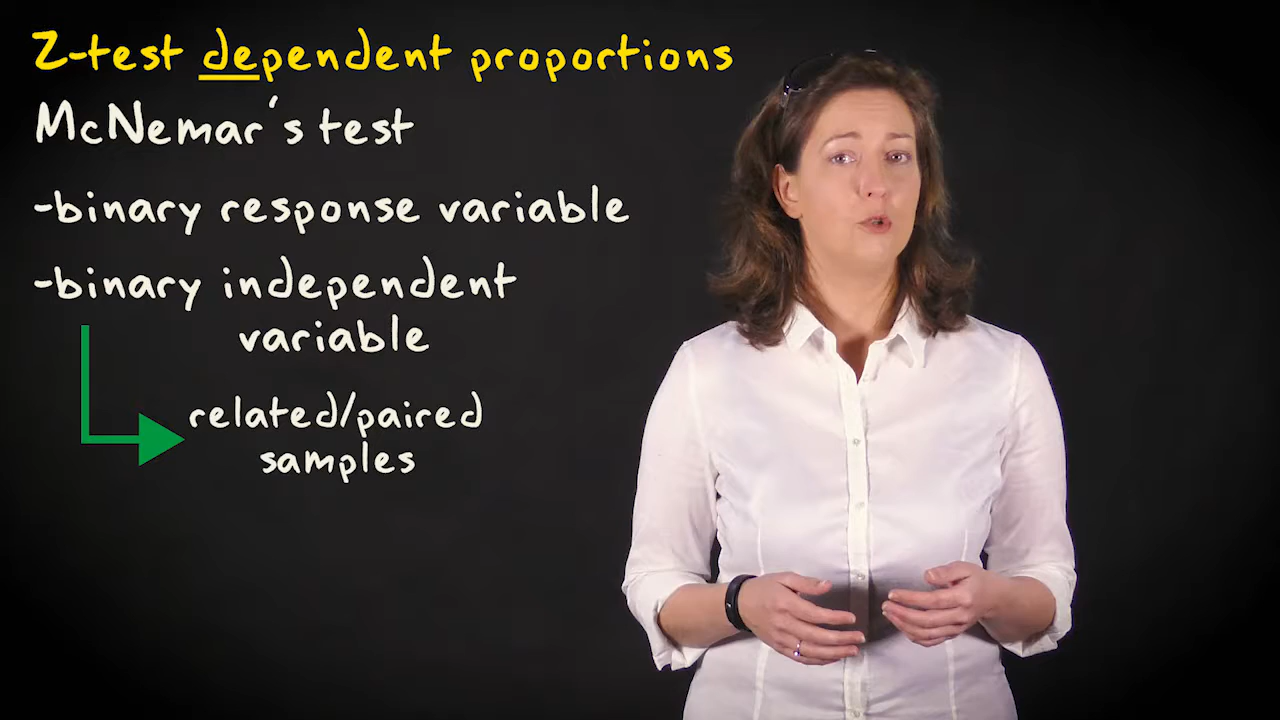 Z-test dependent proportions
McNemar's test
-binary response variable
-binary independent
variable
related/paired
samples